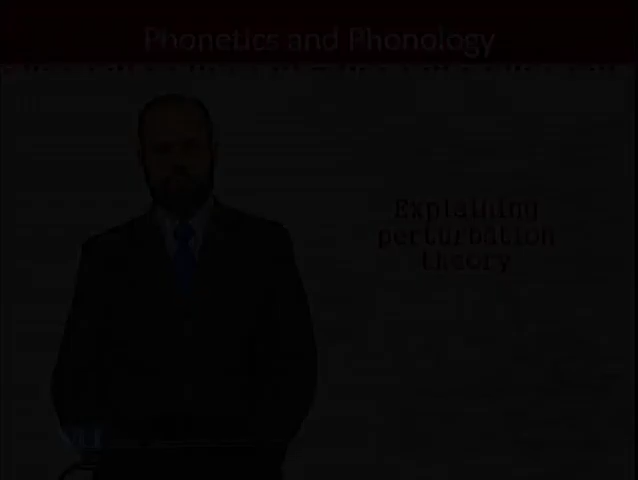 Phonetics and Phonology
Explaining
perturbation
theory